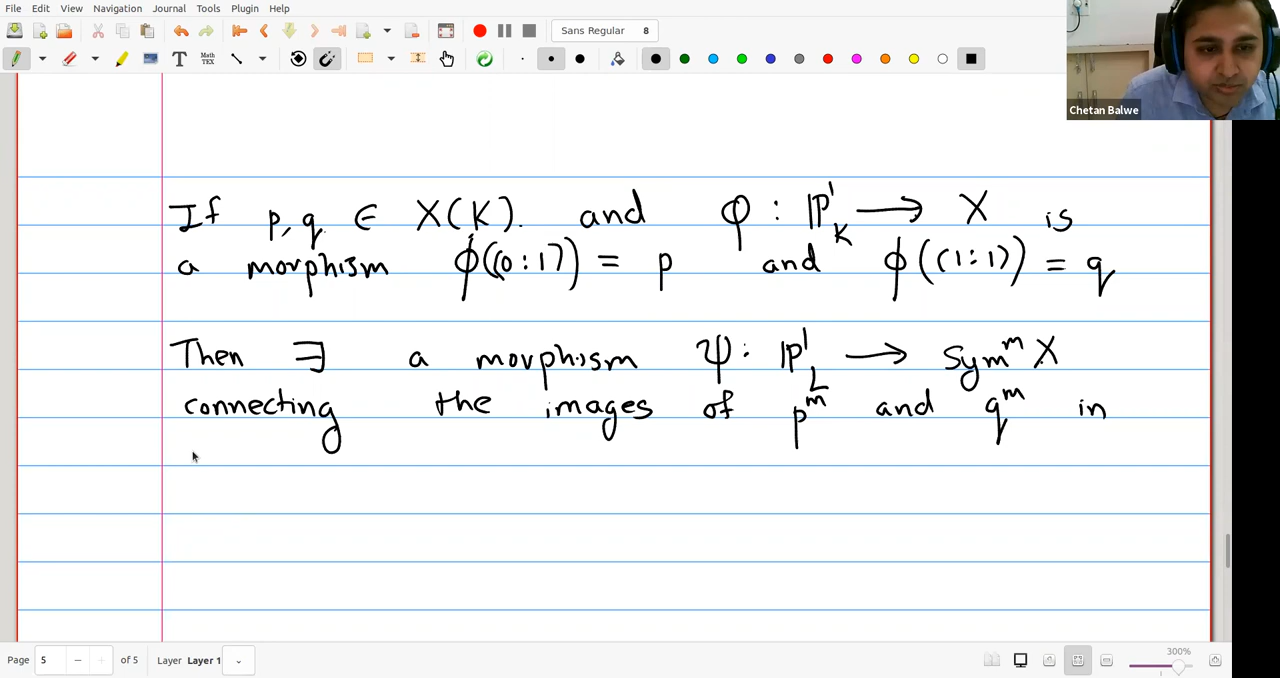 File Edit View Navigation Journal Tools Plugin Help
Sans Regular 8
T Math TEX
Chetan Balwe
If p, q ∈ X(K). and φ : ℙ¹_K ⟶ X is
a morphism ϕ((0:1)) = p and ϕ((1:1)) = q
Then ∃ a morphism ψ: ℙ¹_L ⟶ Sym^m X
connecting the images of p^m and q^m in
Page 5 − + of 5 Layer Layer 1 300%